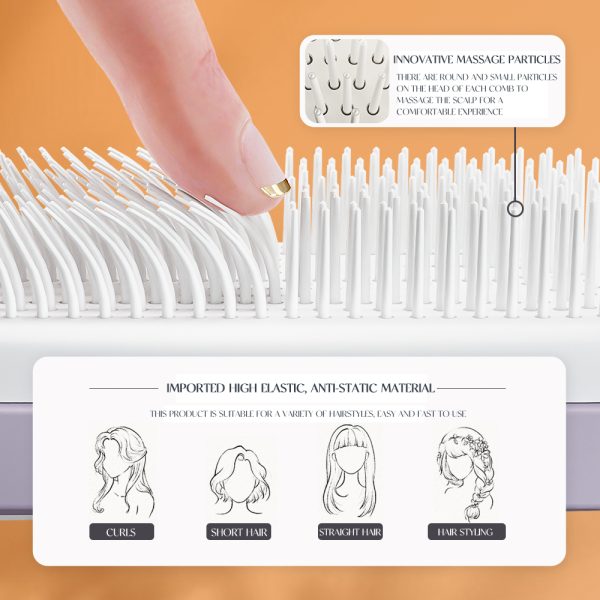 INNOVATIVE MASSAGE PARTICLES
THERE ARE ROUND AND SMALL PARTICLES
ON THE HEAD OF EACH COMB TO
MASSAGE THE SCALP FOR A
COMFORTABLE EXPERIENCE
IMPORTED HIGH ELASTIC, ANTI-STATIC MATERIAL
THIS PRODUCT IS SUITABLE FOR A VARIETY OF HAIRSTYLES, EASY AND FAST TO USE
CURLS
SHORT HAIR
STRAIGHT HAIR
HAIR STYLING